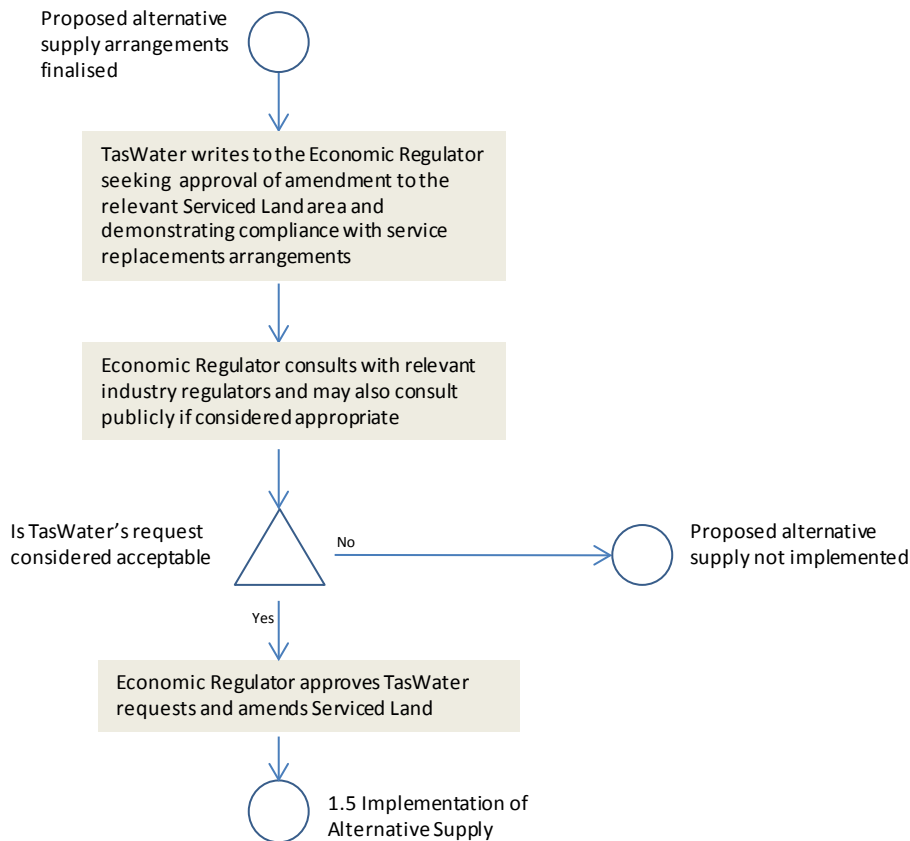 Proposed alternative
supply arrangements
finalised
TasWater writes to the Economic Regulator
seeking approval of amendment to the
relevant Serviced Land area and
demonstrating compliance with service
replacements arrangements
Economic Regulator consults with relevant
industry regulators and may also consult
publicly if considered appropriate
Is TasWater’s request
considered acceptable
No
Proposed alternative
supply not implemented
Yes
Economic Regulator approves TasWater
requests and amends Serviced Land
1.5 Implementation of
Alternative Supply